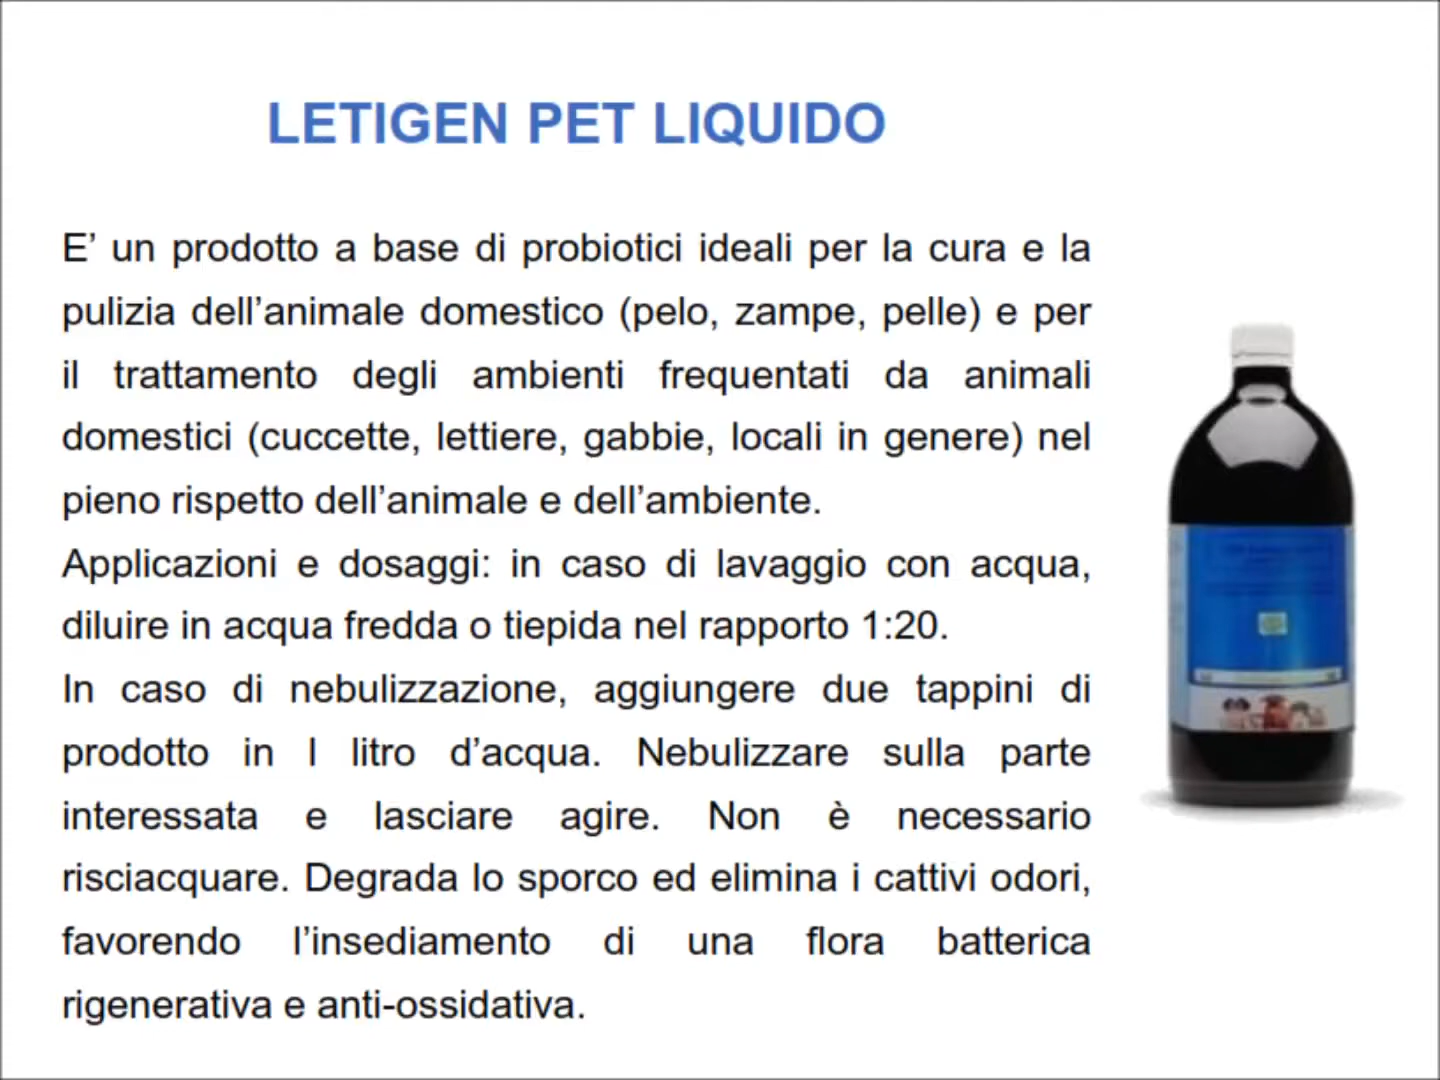 LETIGEN PET LIQUIDO
E’ un prodotto a base di probiotici ideali per la cura e la
pulizia dell’animale domestico (pelo, zampe, pelle) e per
il trattamento degli ambienti frequentati da animali
domestici (cuccette, lettiere, gabbie, locali in genere) nel
pieno rispetto dell’animale e dell’ambiente.
Applicazioni e dosaggi: in caso di lavaggio con acqua,
diluire in acqua fredda o tiepida nel rapporto 1:20.
In caso di nebulizzazione, aggiungere due tappini di
prodotto in I litro d’acqua. Nebulizzare sulla parte
interessata e lasciare agire. Non è necessario
risciacquare. Degrada lo sporco ed elimina i cattivi odori,
favorendo l’insediamento di una flora batterica
rigenerativa e anti-ossidativa.